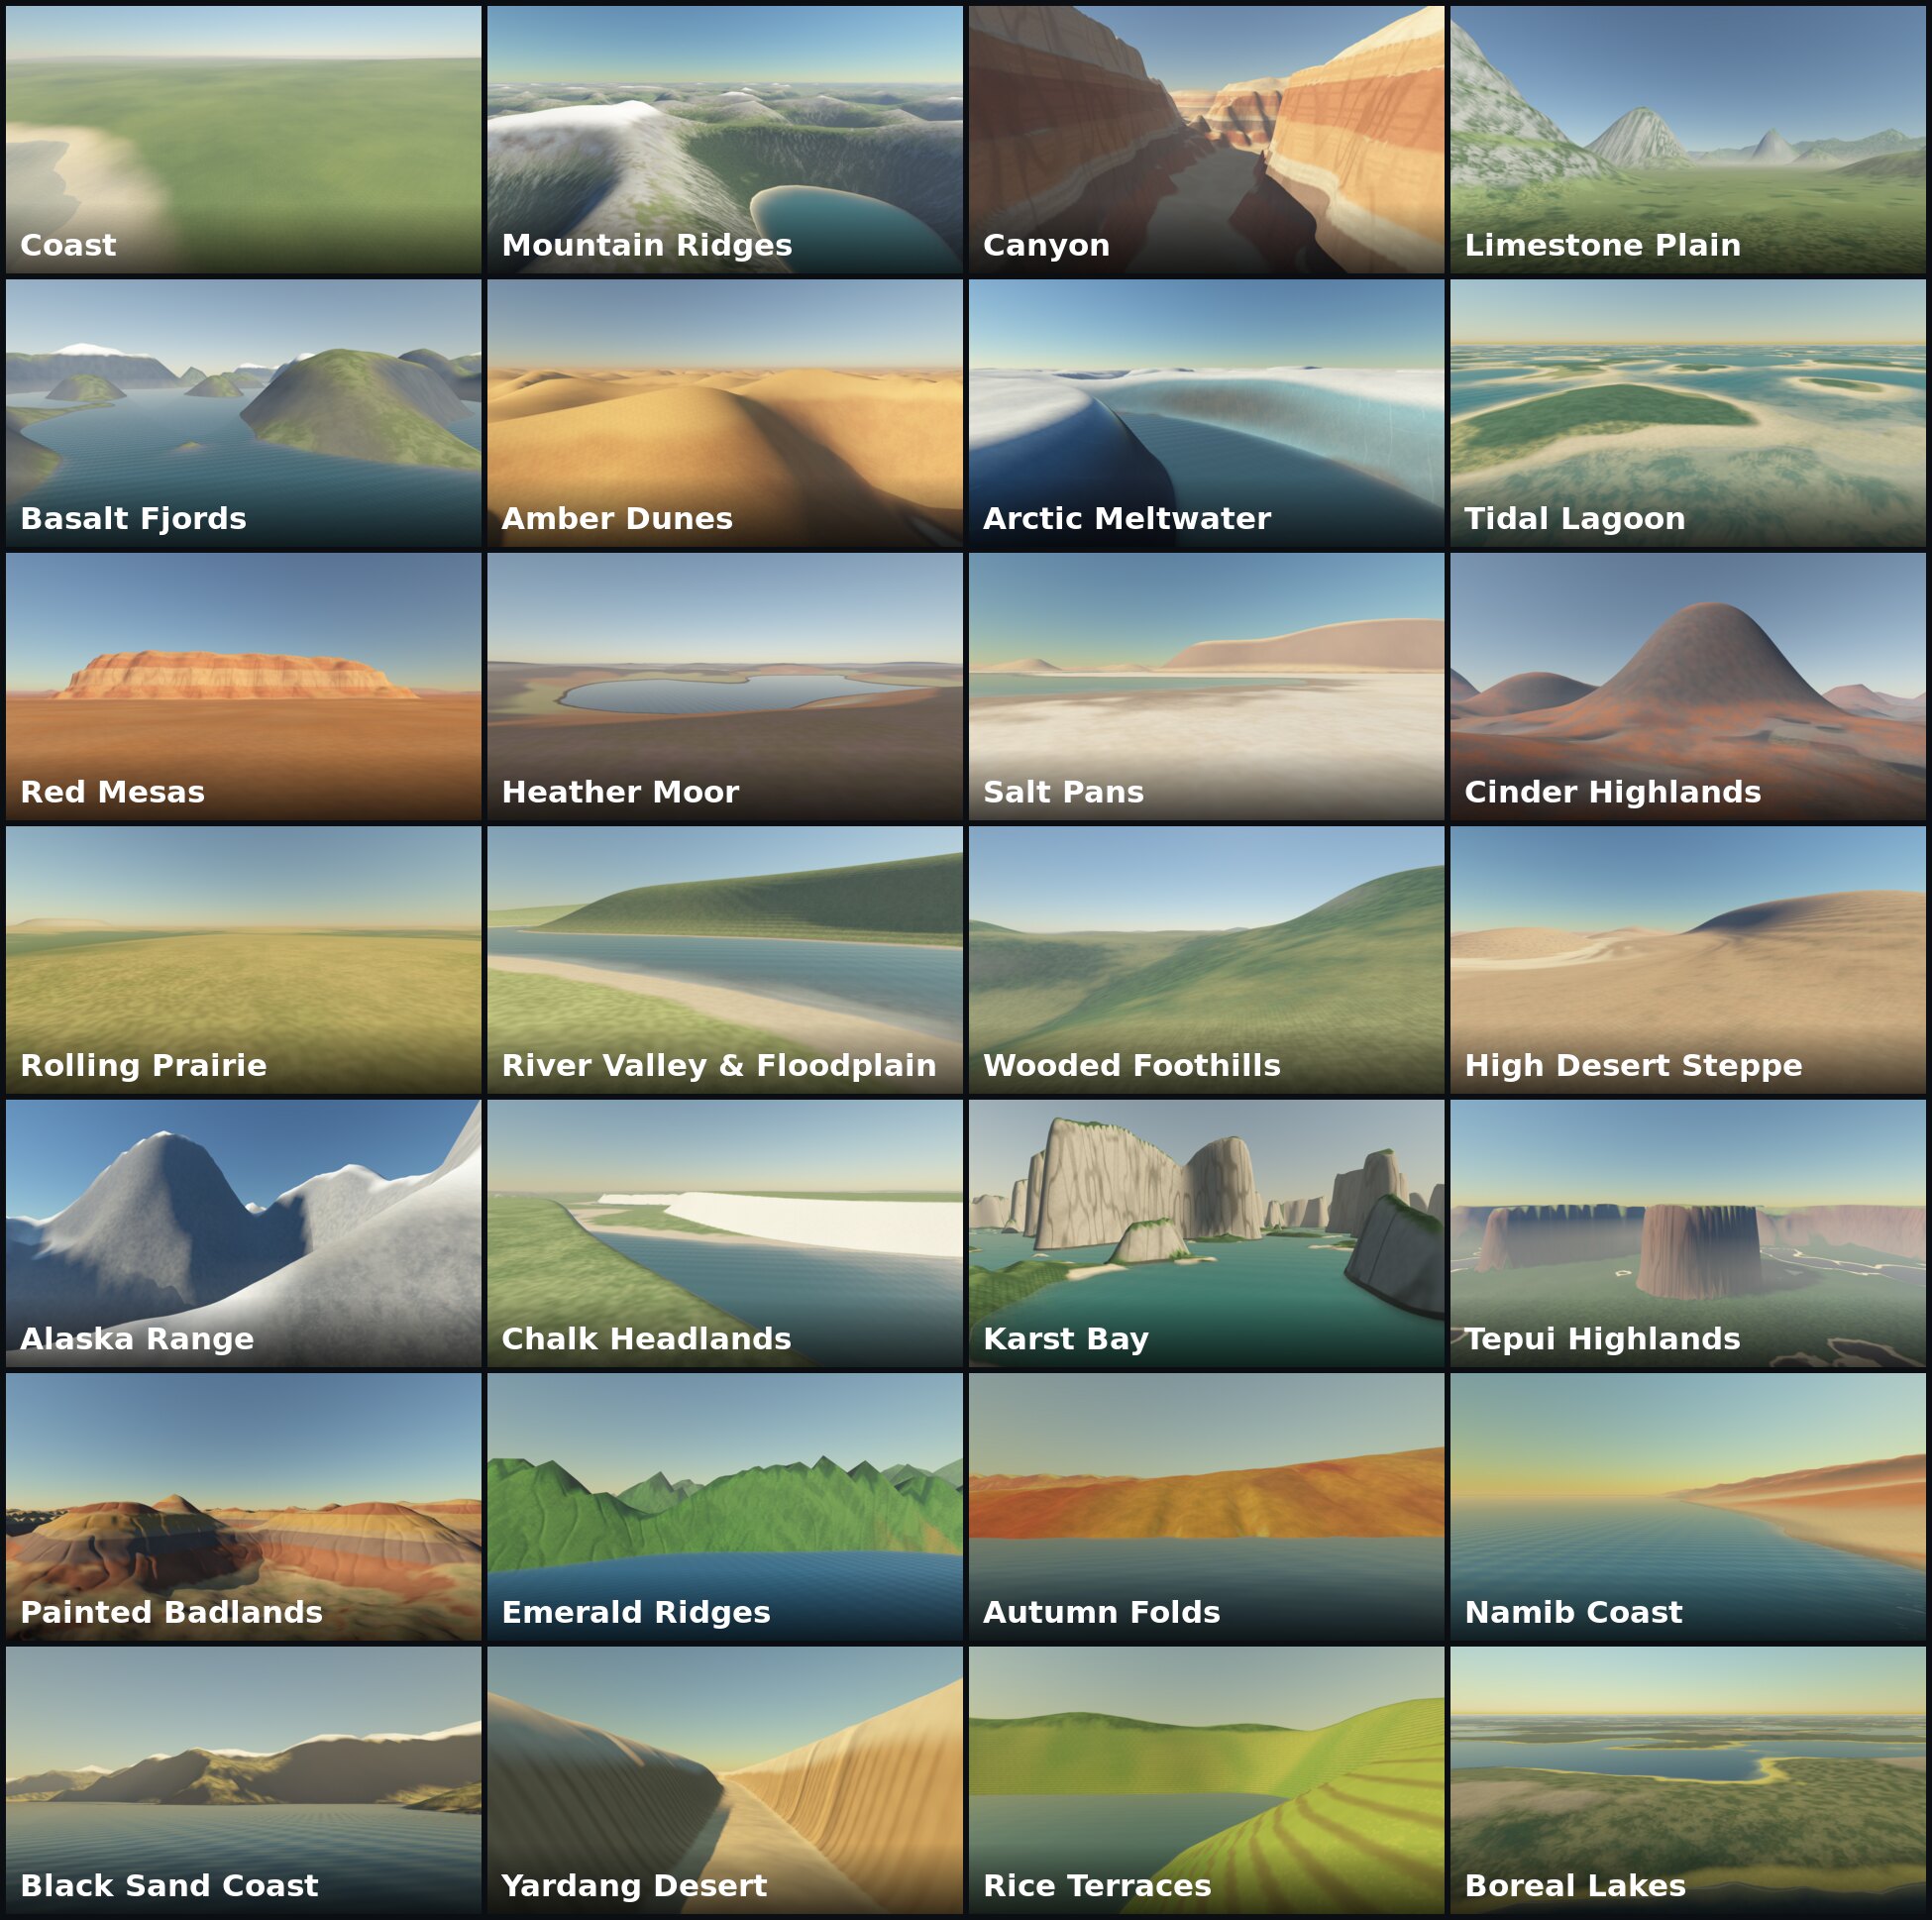 Coast
Mountain Ridges
Canyon
Limestone Plain
Basalt Fjords
Amber Dunes
Arctic Meltwater
Tidal Lagoon
Red Mesas
Heather Moor
Salt Pans
Cinder Highlands
Rolling Prairie
River Valley & Floodplain
Wooded Foothills
High Desert Steppe
Alaska Range
Chalk Headlands
Karst Bay
Tepui Highlands
Painted Badlands
Emerald Ridges
Autumn Folds
Namib Coast
Black Sand Coast
Yardang Desert
Rice Terraces
Boreal Lakes